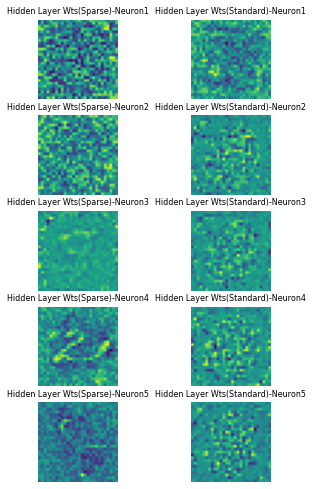 Hidden Layer Wts(Sparse)-Neuron1 Hidden Layer Wts(Standard)-Neuron1
Hidden Layer Wts(Sparse)-Neuron2 Hidden Layer Wts(Standard)-Neuron2
Hidden Layer Wts(Sparse)-Neuron3 Hidden Layer Wts(Standard)-Neuron3
Hidden Layer Wts(Sparse)-Neuron4 Hidden Layer Wts(Standard)-Neuron4
Hidden Layer Wts(Sparse)-Neuron5 Hidden Layer Wts(Standard)-Neuron5